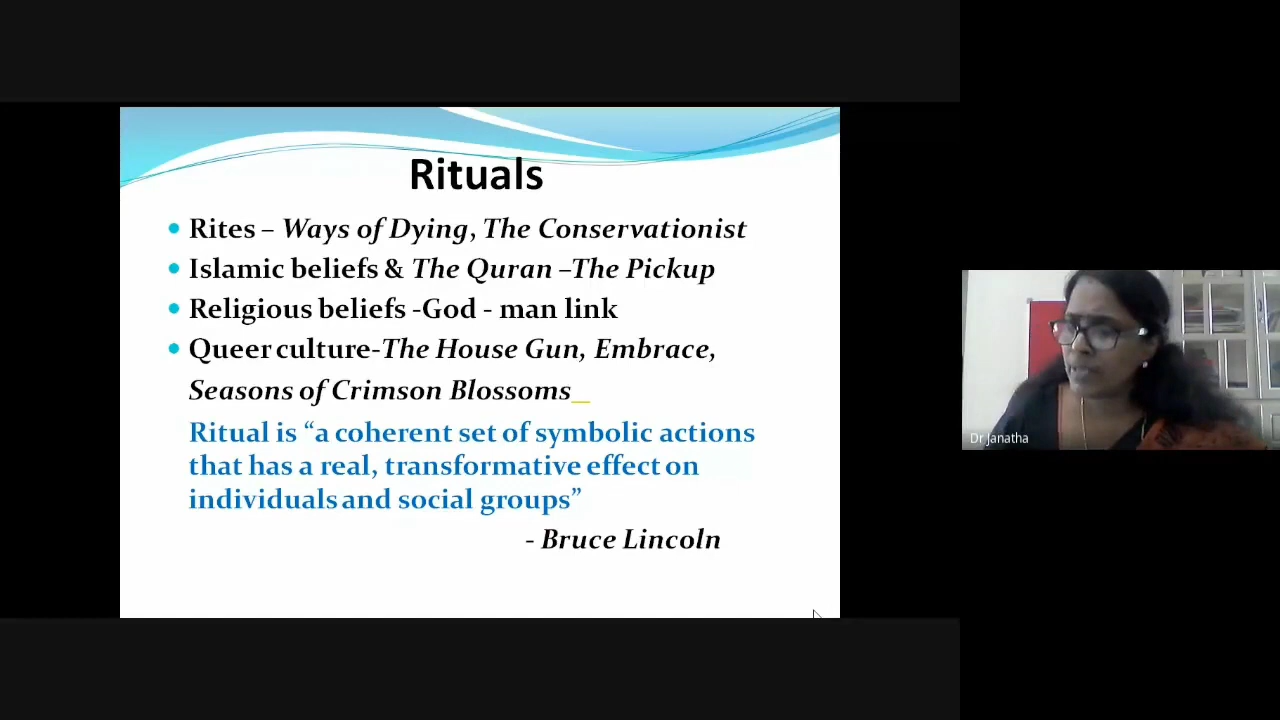 Rituals
Rites – Ways of Dying, The Conservationist
Islamic beliefs & The Quran –The Pickup
Religious beliefs -God - man link
Queer culture-The House Gun, Embrace,
Seasons of Crimson Blossoms_
Ritual is “a coherent set of symbolic actions
that has a real, transformative effect on
individuals and social groups”
- Bruce Lincoln
Dr Janatha